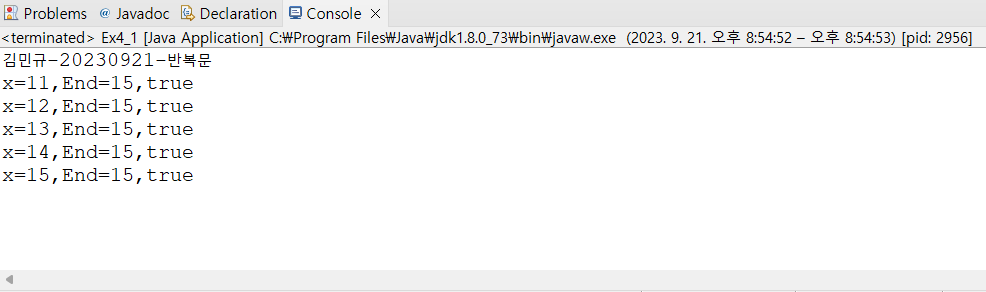 Problems @ Javadoc Declaration Console
<terminated> Ex4_1 [Java Application] C:₩Program Files₩Java₩jdk1.8.0_73₩bin₩javaw.exe (2023. 9. 21. 오후 8:54:52 – 오후 8:54:53) [pid: 2956]
김민규-20230921-반복문
x=11,End=15,true
x=12,End=15,true
x=13,End=15,true
x=14,End=15,true
x=15,End=15,true